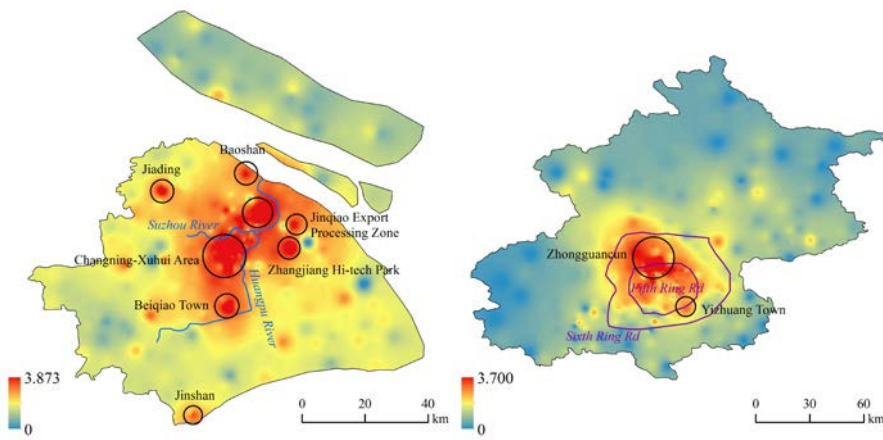 Baoshan
Jiading
Suzhou River
Jinqiao Export
Processing Zone
Changning-Xuhui Area
Zhangjiang Hi-tech Park
Huangpu River
Beiqiao Town
Jinshan
3.873
0
0 20 40
km
Zhongguancun
Fifth Ring Rd
Yizhuang Town
Sixth Ring Rd
3.700
0
0 30 60
km